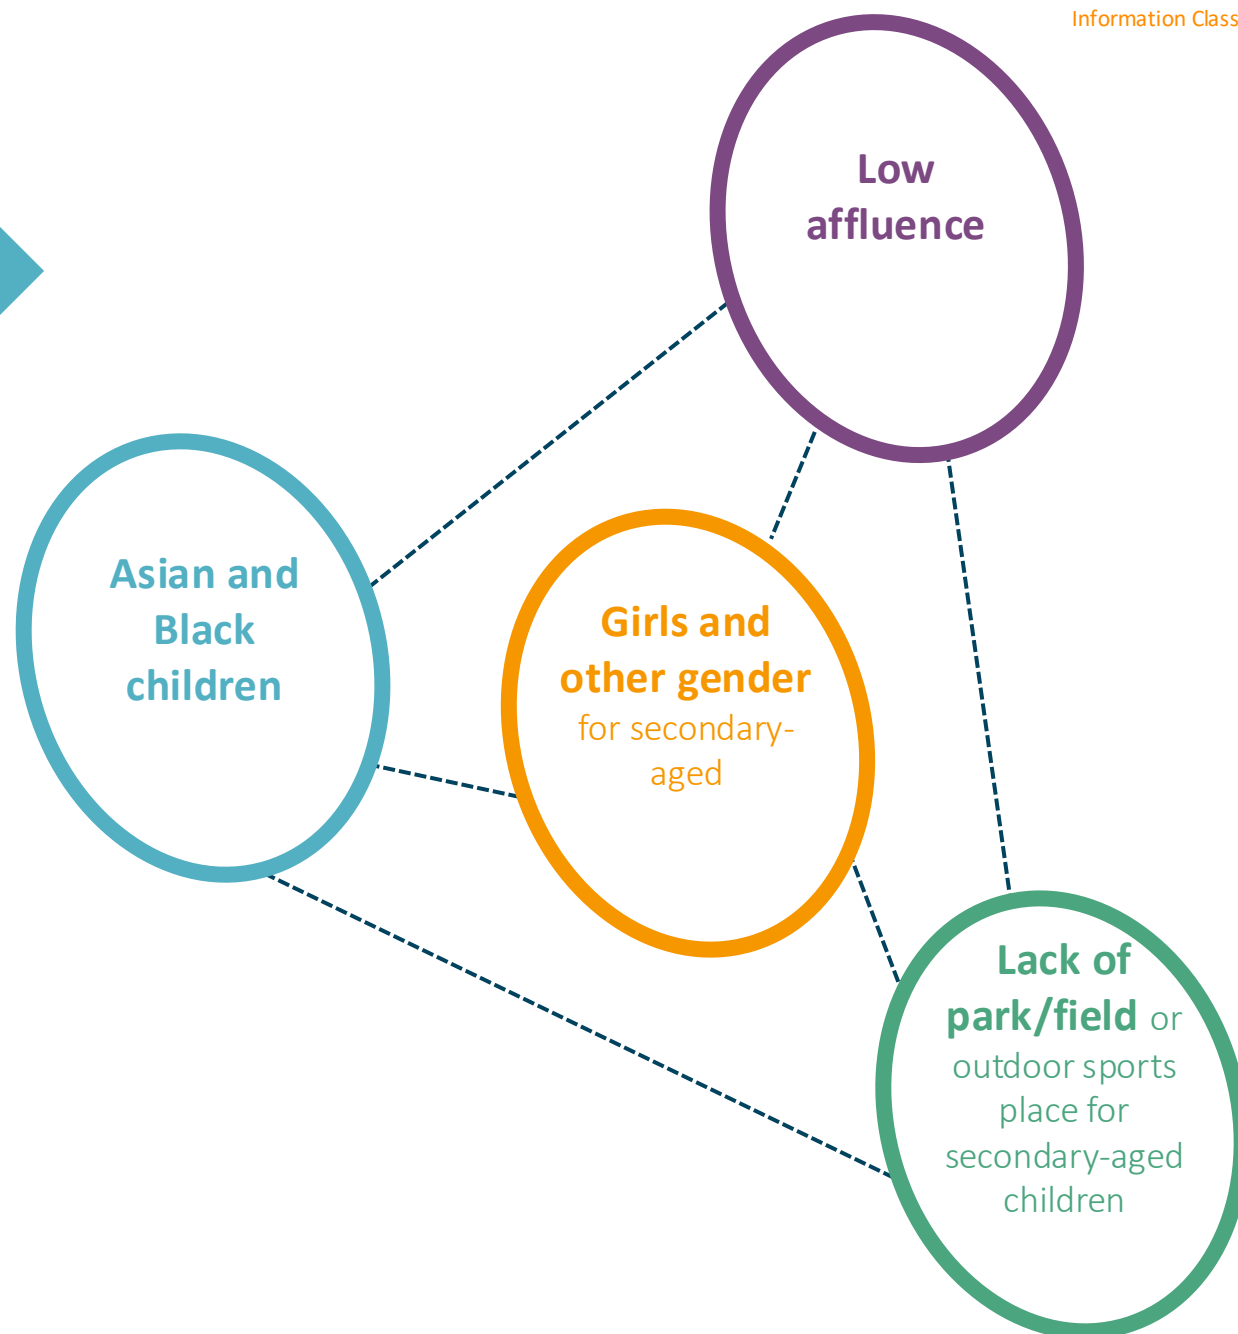 Information Class
Low
affluence
Asian and
Black
children
Girls and
other gender
for secondary-
aged
Lack of
park/field or
outdoor sports
place for
secondary-aged
children